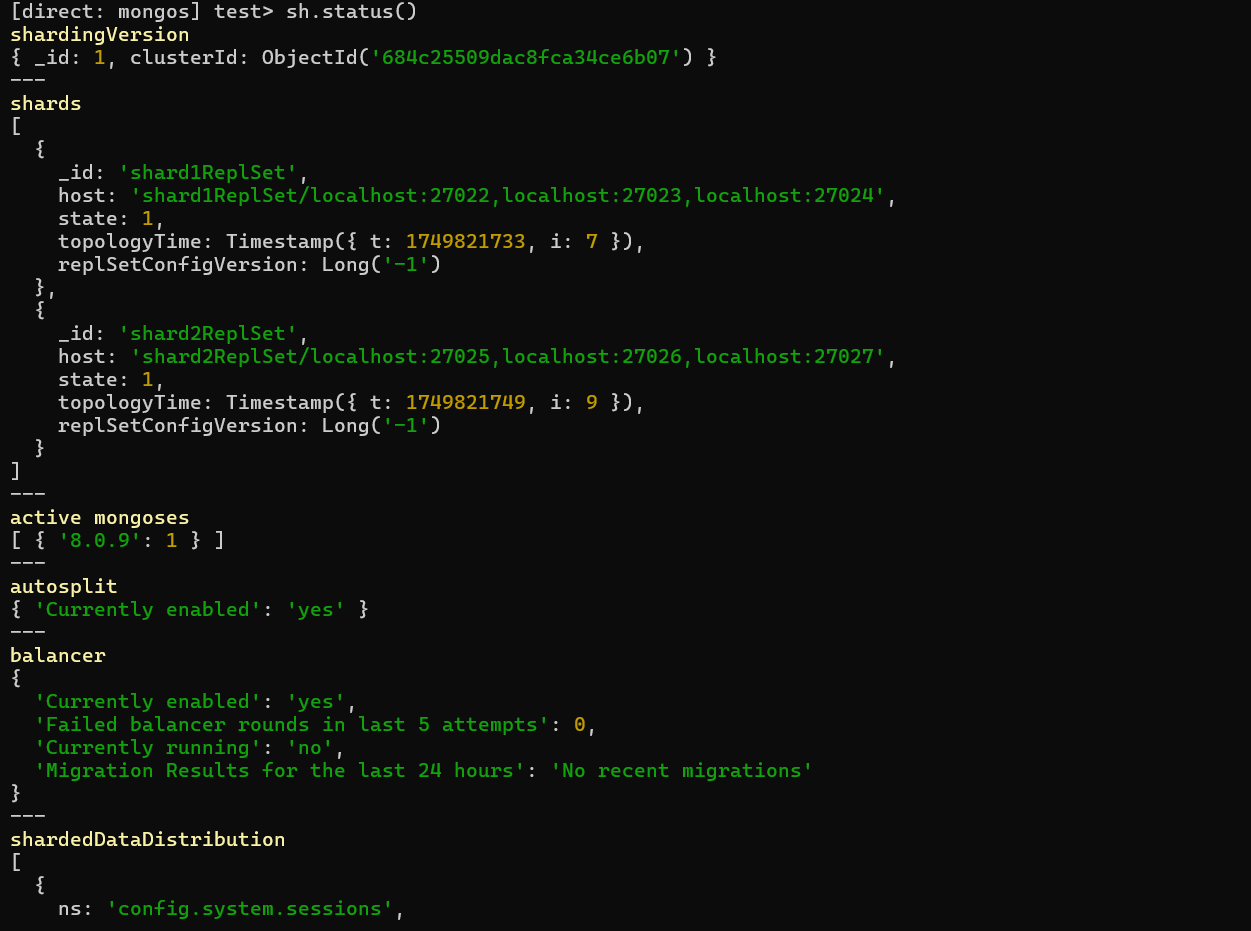 [direct: mongos] test> sh.status()
shardingVersion
{ _id: 1, clusterId: ObjectId('684c25509dac8fca34ce6b07') }
---
shards
[
  {
    _id: 'shard1ReplSet',
    host: 'shard1ReplSet/localhost:27022,localhost:27023,localhost:27024',
    state: 1,
    topologyTime: Timestamp({ t: 1749821733, i: 7 }),
    replSetConfigVersion: Long('-1')
  },
  {
    _id: 'shard2ReplSet',
    host: 'shard2ReplSet/localhost:27025,localhost:27026,localhost:27027',
    state: 1,
    topologyTime: Timestamp({ t: 1749821749, i: 9 }),
    replSetConfigVersion: Long('-1')
  }
]
---
active mongoses
[ { '8.0.9': 1 } ]
---
autosplit
{ 'Currently enabled': 'yes' }
---
balancer
{
  'Currently enabled': 'yes',
  'Failed balancer rounds in last 5 attempts': 0,
  'Currently running': 'no',
  'Migration Results for the last 24 hours': 'No recent migrations'
}
---
shardedDataDistribution
[
  {
    ns: 'config.system.sessions',